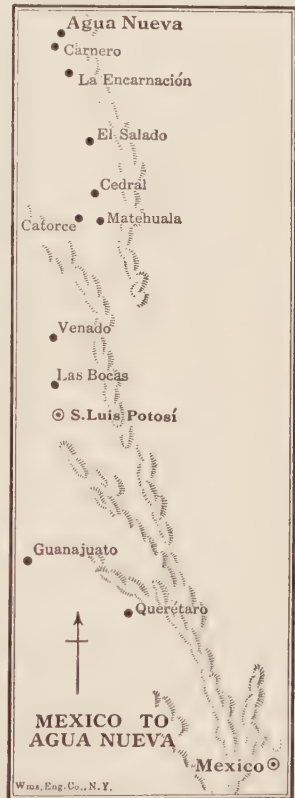 Agua Nueva
Carnero
La Encarnación
El Salado
Cedral
Catorce
Matehuala
Venado
Las Bocas
S. Luis Potosí
Guanajuato
Querétaro
MEXICO TO
AGUA NUEVA
Mexico
Wms. Eng. Co., N.Y.